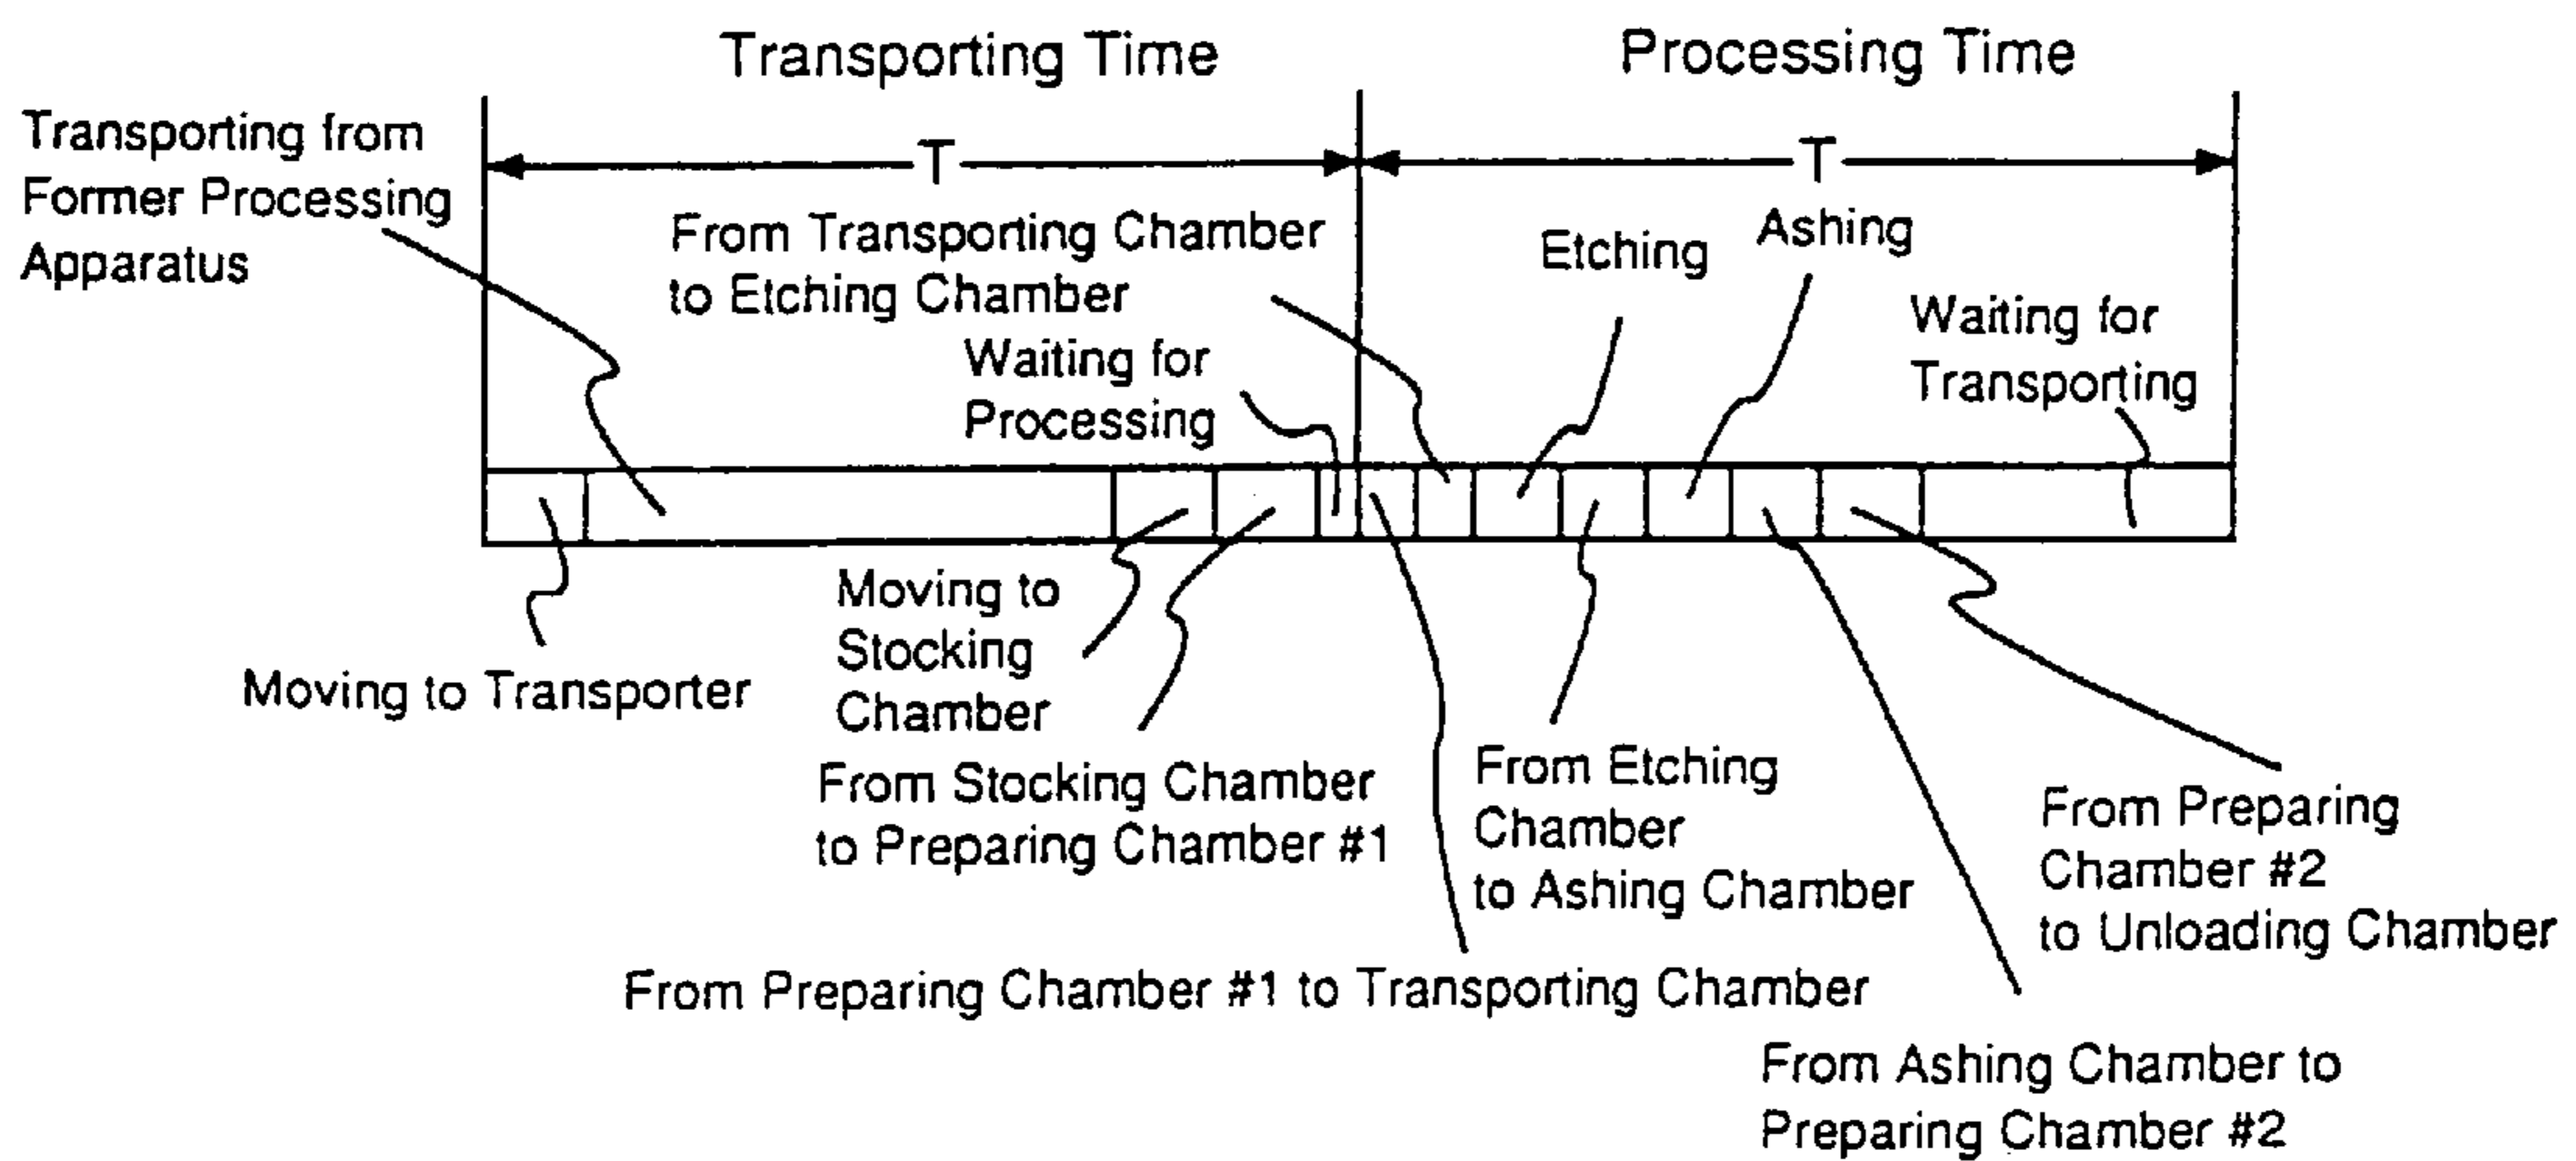 Transporting Time
Processing Time
Transporting from
Former Processing
Apparatus
T
T
From Transporting Chamber
to Etching Chamber
Etching
Ashing
Waiting for
Processing
Waiting for
Transporting
Moving to Transporter
Moving to
Stocking
Chamber
From Stocking Chamber
to Preparing Chamber #1
From Etching
Chamber
to Ashing Chamber
From Preparing
Chamber #2
to Unloading Chamber
From Preparing Chamber #1 to Transporting Chamber
From Ashing Chamber to
Preparing Chamber #2